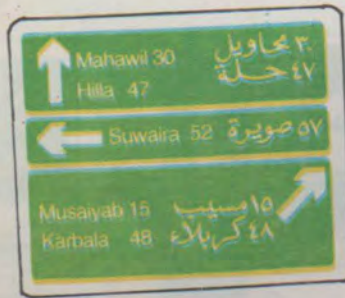 Mahawil 30 محاويل ٣٠
Hilla 47 حلة ٤٧
Suwaira 52 صويرة ٥٧
Musaiyab 15 مسيب ١٥
Karbala 48 كربلاء ٤٨